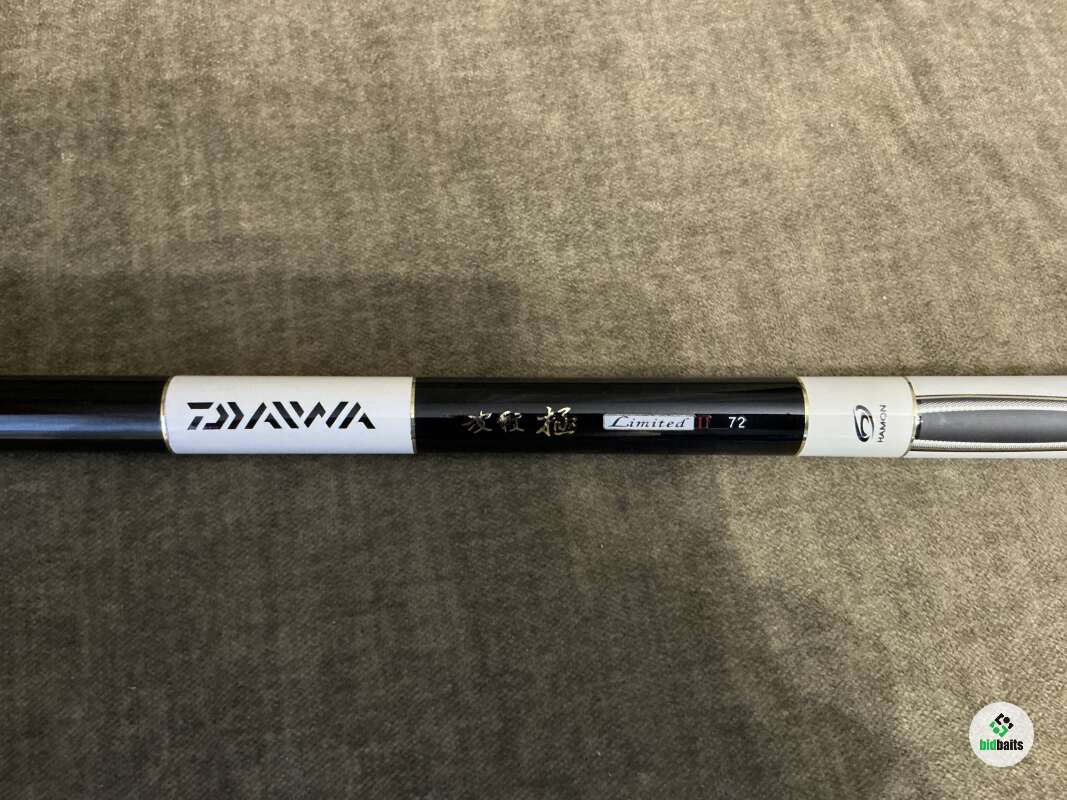 DAIWA
波紋 極 Limited II 72
HAMON
bidbaits